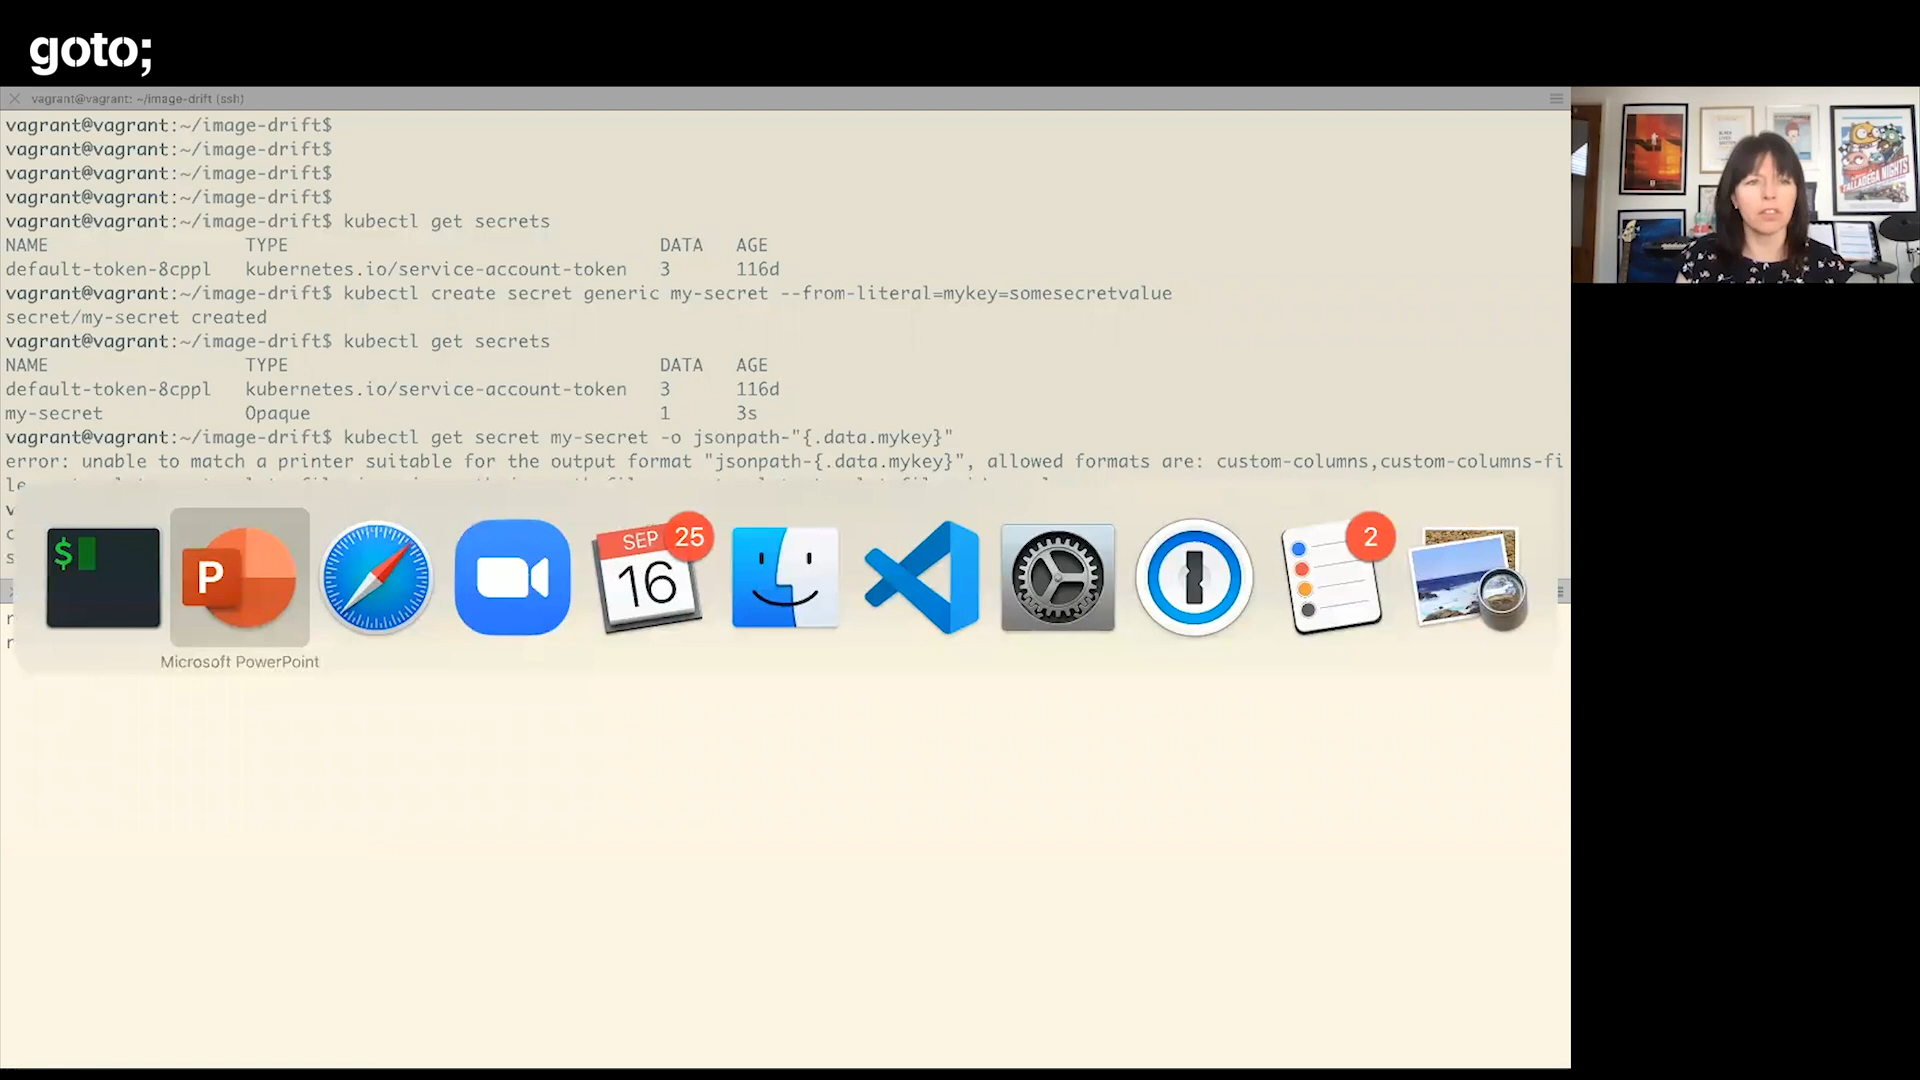 goto;
vagrant@vagrant: ~/image-drift (ssh)
vagrant@vagrant:~/image-drift$
vagrant@vagrant:~/image-drift$
vagrant@vagrant:~/image-drift$
vagrant@vagrant:~/image-drift$
vagrant@vagrant:~/image-drift$ kubectl get secrets
NAME TYPE DATA AGE
default-token-8cppl kubernetes.io/service-account-token 3 116d
vagrant@vagrant:~/image-drift$ kubectl create secret generic my-secret --from-literal=mykey=somesecretvalue
secret/my-secret created
vagrant@vagrant:~/image-drift$ kubectl get secrets
NAME TYPE DATA AGE
default-token-8cppl kubernetes.io/service-account-token 3 116d
my-secret Opaque 1 3s
vagrant@vagrant:~/image-drift$ kubectl get secret my-secret -o jsonpath-"{.data.mykey}"
error: unable to match a printer suitable for the output format "jsonpath-{.data.mykey}", allowed formats are: custom-columns,custom-columns-fi
le
$
P
SEP 25
16
2
Microsoft PowerPoint
TALLADEGA NIGHTS